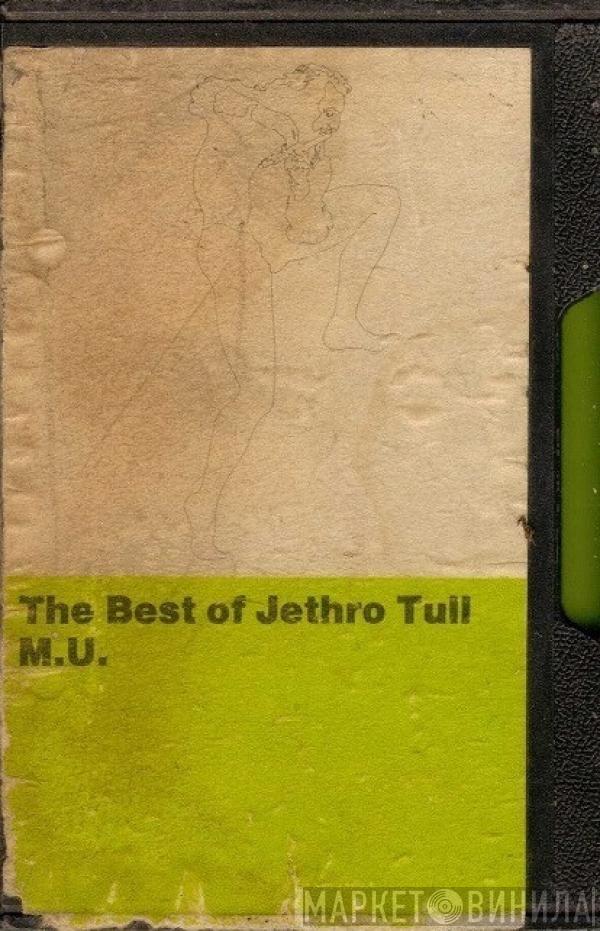 The Best of Jethro Tull
M.U.
МАРКЕТ ВИНИЛА